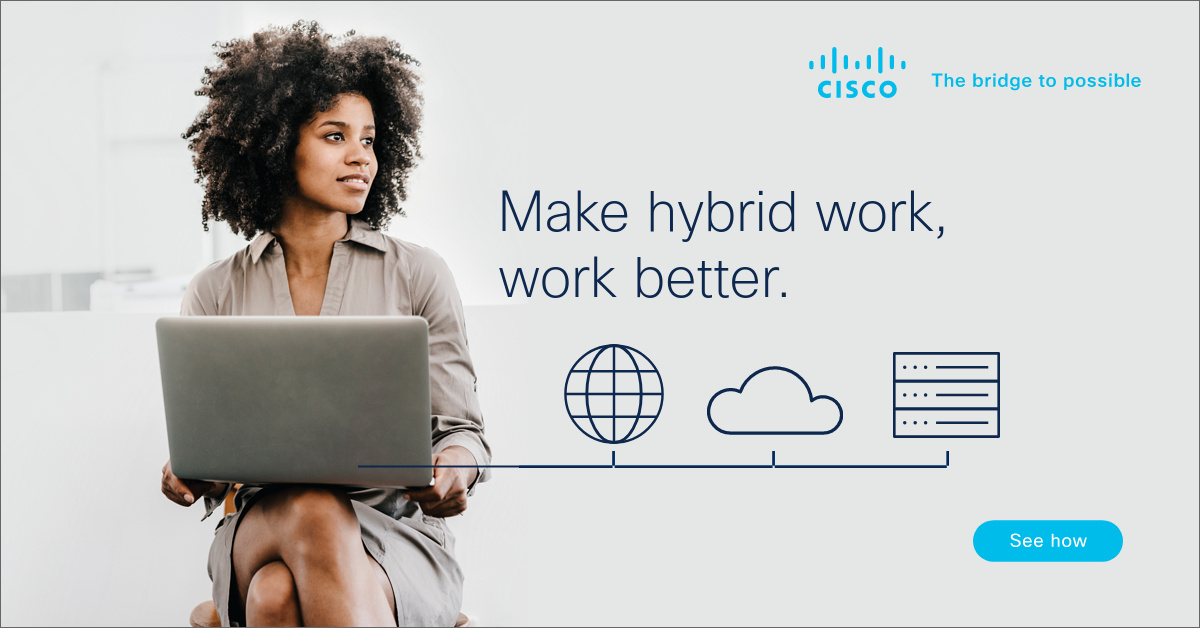 CISCO
The bridge to possible
Make hybrid work,
work better.
See how